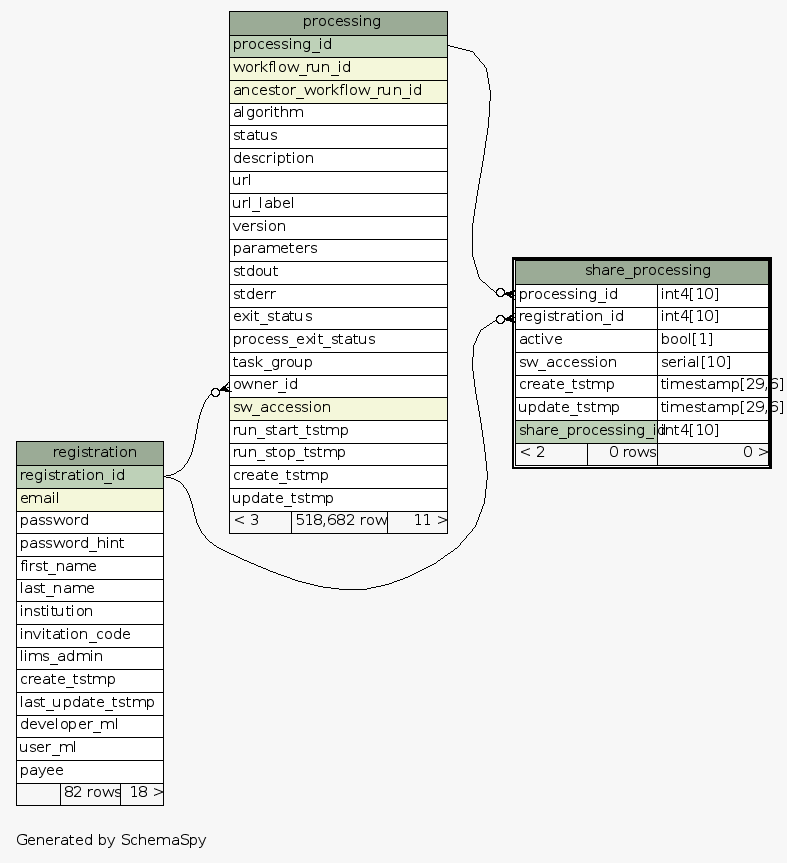 processing
processing_id
workflow_run_id
ancestor_workflow_run_id
algorithm
status
description
url
url_label
version
parameters
stdout
stderr
exit_status
process_exit_status
task_group
owner_id
sw_accession
run_start_tstmp
run_stop_tstmp
create_tstmp
update_tstmp
< 3 518,682 row 11 >
share_processing
processing_id int4[10]
registration_id int4[10]
active bool[1]
sw_accession serial[10]
create_tstmp timestamp[29,6]
update_tstmp timestamp[29,6]
share_processing_id int4[10]
< 2 0 rows 0 >
registration
registration_id
email
password
password_hint
first_name
last_name
institution
invitation_code
lims_admin
create_tstmp
last_update_tstmp
developer_ml
user_ml
payee
82 rows 18 >
Generated by SchemaSpy